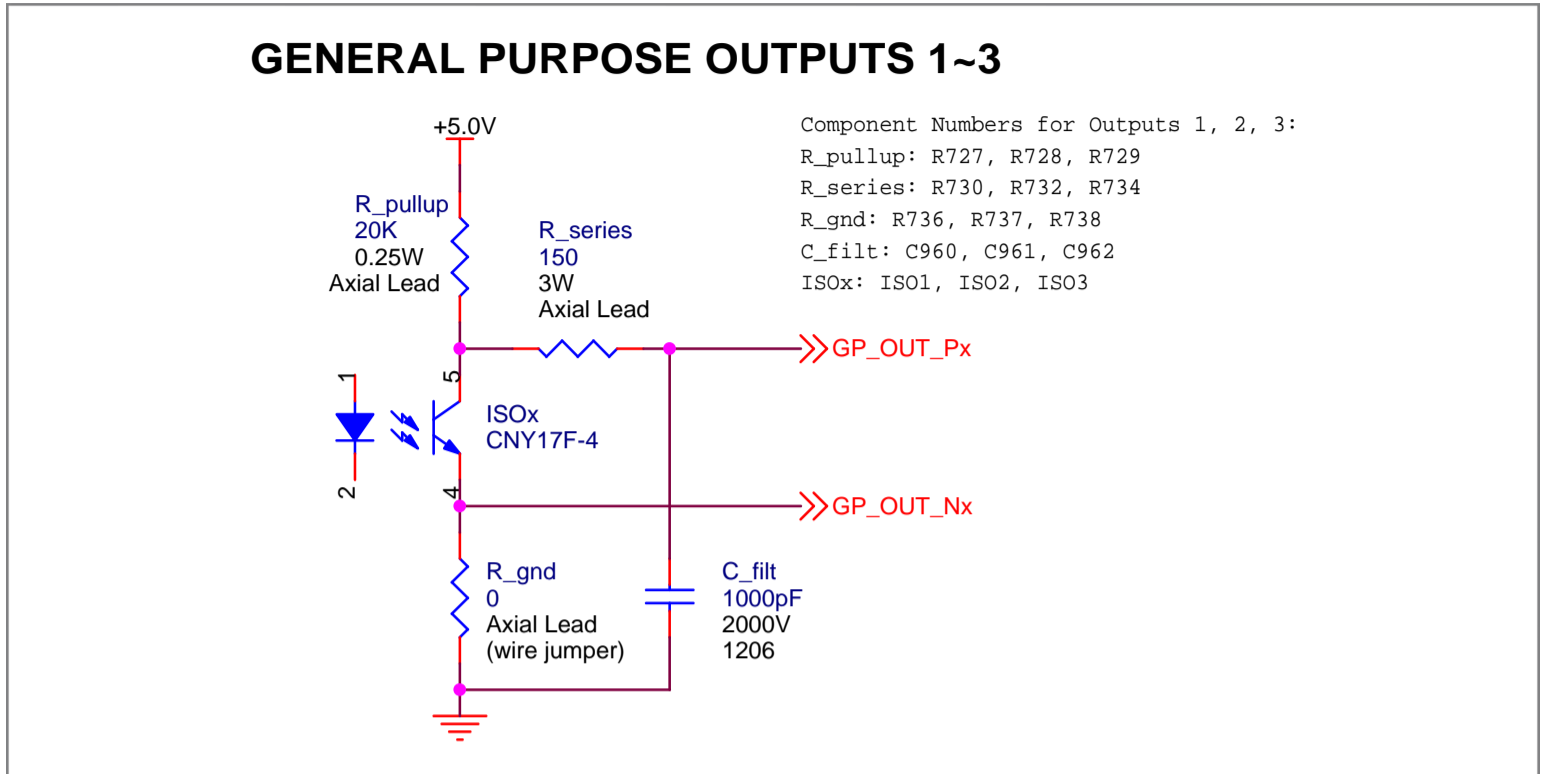 GENERAL PURPOSE OUTPUTS 1~3
+5.0V
Component Numbers for Outputs 1, 2, 3:
R_pullup: R727, R728, R729
R_series: R730, R732, R734
R_gnd: R736, R737, R738
C_filt: C960, C961, C962
ISOx: ISO1, ISO2, ISO3
R_pullup
20K
0.25W
Axial Lead
R_series
150
3W
Axial Lead
GP_OUT_Px
1
5
ISOx
CNY17F-4
2
4
GP_OUT_Nx
R_gnd
0
Axial Lead
(wire jumper)
C_filt
1000pF
2000V
1206